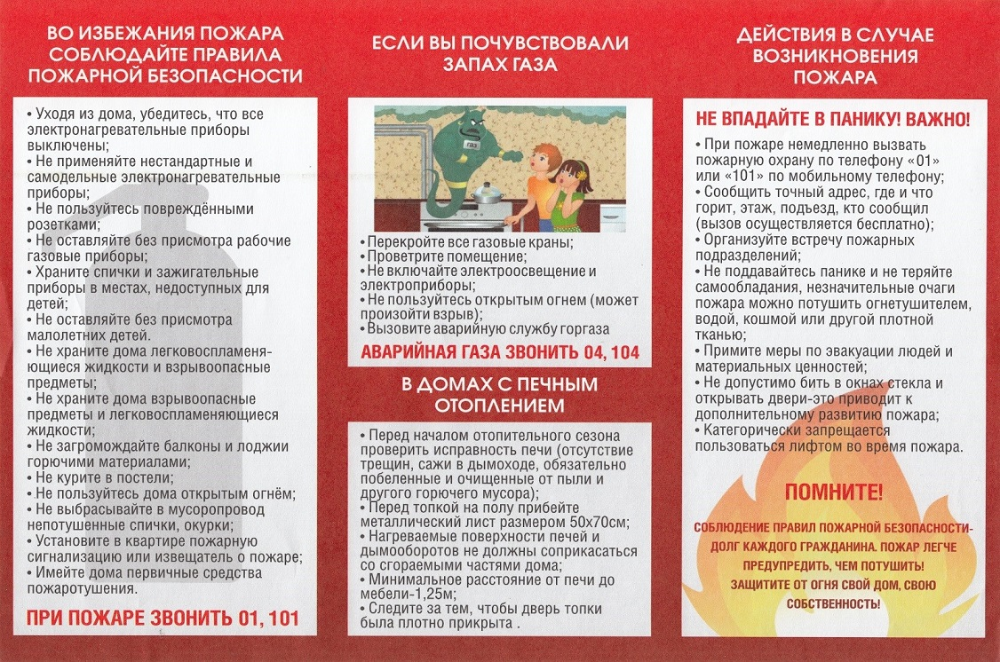 ВО ИЗБЕЖАНИЯ ПОЖАРА
СОБЛЮДАЙТЕ ПРАВИЛА
ПОЖАРНОЙ БЕЗОПАСНОСТИ
• Уходя из дома, убедитесь, что все
электронагревательные приборы
выключены;
• Не применяйте нестандартные и
самодельные электронагревательные
приборы;
• Не пользуйтесь повреждёнными
розетками;
• Не оставляйте без присмотра рабочие
газовые приборы;
• Храните спички и зажигательные
приборы в местах, недоступных для
детей;
• Не оставляйте без присмотра
малолетних детей.
• Не храните дома легковоспламеня-
ющиеся жидкости и взрывоопасные
предметы;
• Не храните дома взрывоопасные
предметы и легковоспламеняющиеся
жидкости;
• Не загромождайте балконы и лоджии
горючими материалами;
• Не курите в постели;
• Не пользуйтесь дома открытым огнём;
• Не выбрасывайте в мусоропровод
непотушенные спички, окурки;
• Установите в квартире пожарную
сигнализацию или извещатель о пожаре;
• Имейте дома первичные средства
пожаротушения.
ПРИ ПОЖАРЕ ЗВОНИТЬ 01, 101
ЕСЛИ ВЫ ПОЧУВСТВОВАЛИ
ЗАПАХ ГАЗА
ГАЗ
• Перекройте все газовые краны;
• Проветрите помещение;
• Не включайте электроосвещение и
электроприборы;
• Не пользуйтесь открытым огнем (может
произойти взрыв);
• Вызовите аварийную службу горгаза
АВАРИЙНАЯ ГАЗА ЗВОНИТЬ 04, 104
В ДОМАХ С ПЕЧНЫМ
ОТОПЛЕНИЕМ
• Перед началом отопительного сезона
проверить исправность печи (отсутствие
трещин, сажи в дымоходе, обязательно
побеленные и очищенные от пыли и
другого горючего мусора);
• Перед топкой на полу прибейте
металлический лист размером 50х70см;
• Нагреваемые поверхности печей и
дымооборотов не должны соприкасаться
со сгораемыми частями дома;
• Минимальное расстояние от печи до
мебели-1,25м;
• Следите за тем, чтобы дверь топки
была плотно прикрыта .
ДЕЙСТВИЯ В СЛУЧАЕ
ВОЗНИКНОВЕНИЯ
ПОЖАРА
НЕ ВПАДАЙТЕ В ПАНИКУ! ВАЖНО!
• При пожаре немедленно вызвать
пожарную охрану по телефону «01»
или «101» по мобильному телефону;
• Сообщить точный адрес, где и что
горит, этаж, подъезд, кто сообщил
(вызов осуществляется бесплатно);
• Организуйте встречу пожарных
подразделений;
• Не поддавайтесь панике и не теряйте
самообладания, незначительные очаги
пожара можно потушить огнетушителем,
водой, кошмой или другой плотной
тканью;
• Примите меры по эвакуации людей и
материальных ценностей;
• Не допустимо бить в окнах стекла и
открывать двери-это приводит к
дополнительному развитию пожара;
• Категорически запрещается
пользоваться лифтом во время пожара.
ПОМНИТЕ!
СОБЛЮДЕНИЕ ПРАВИЛ ПОЖАРНОЙ БЕЗОПАСНОСТИ-
ДОЛГ КАЖДОГО ГРАЖДАНИНА. ПОЖАР ЛЕГЧЕ
ПРЕДУПРЕДИТЬ, ЧЕМ ПОТУШИТЬ!
ЗАЩИТИТЕ ОТ ОГНЯ СВОЙ ДОМ, СВОЮ
СОБСТВЕННОСТЬ!